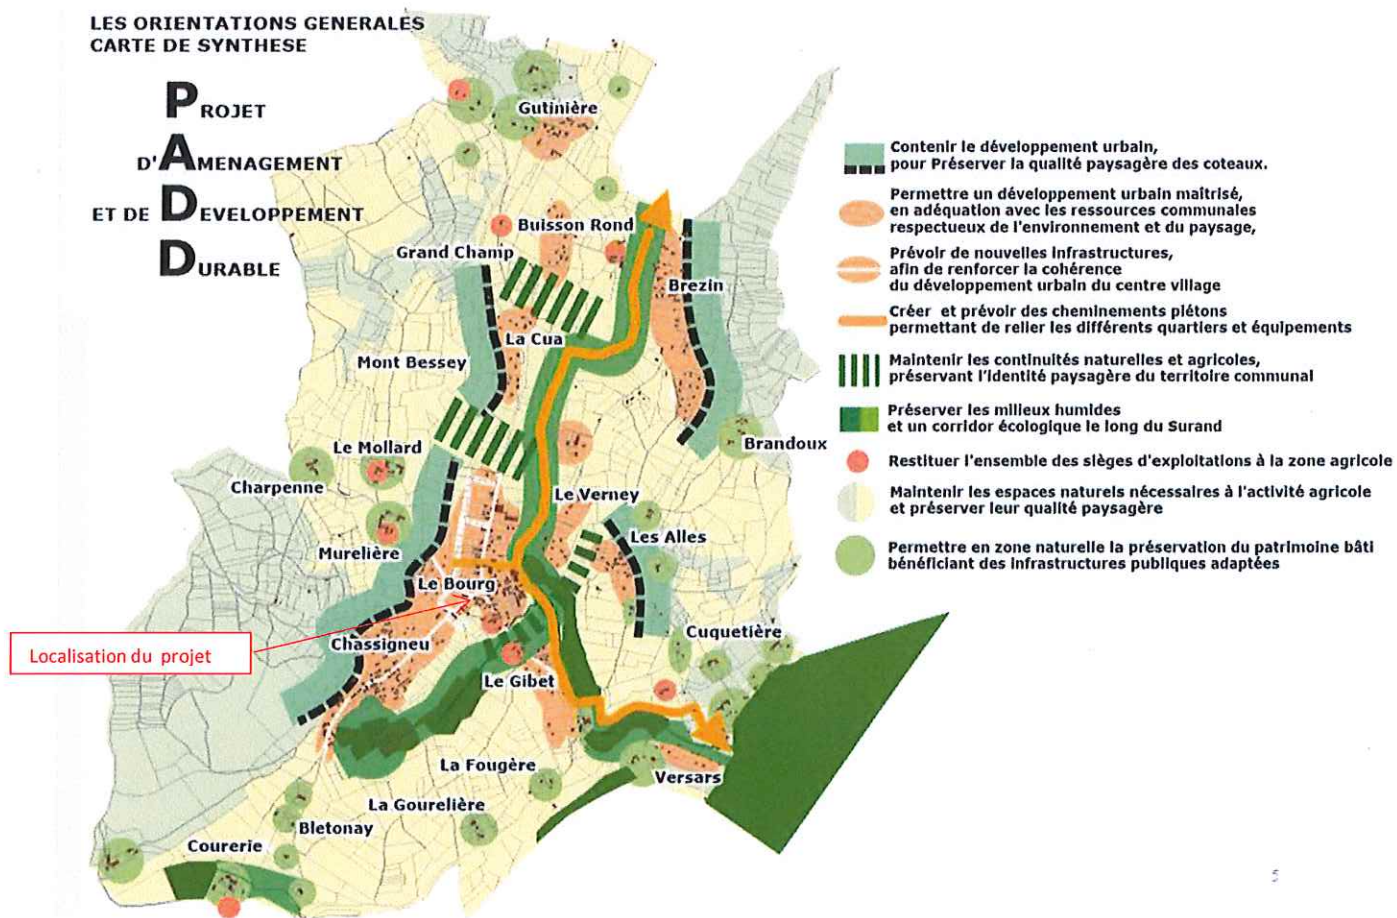 LES ORIENTATIONS GENERALES
CARTE DE SYNTHESE
PROJET
D'AMENAGEMENT
ET DE DEVELOPPEMENT
DURABLE
Gutinière
Buisson Rond
Grand Champ
Brezin
La Cua
Mont Bessey
Brandoux
Le Mollard
Charpenne
Le Verney
Les Alles
Murelière
Le Bourg
Cuquetière
Chassigneu
Localisation du projet
Le Gibet
La Fougère
Versars
La Gourelière
Bletonay
Courerie
Contenir le développement urbain,
pour Préserver la qualité paysagère des coteaux.
Permettre un développement urbain maîtrisé,
en adéquation avec les ressources communales
respectueux de l'environnement et du paysage,
Prévoir de nouvelles infrastructures,
afin de renforcer la cohérence
du développement urbain du centre village
Créer et prévoir des cheminements piétons
permettant de relier les différents quartiers et équipements
Maintenir les continuités naturelles et agricoles,
préservant l'identité paysagère du territoire communal
Préserver les milieux humides
et un corridor écologique le long du Surand
Restituer l'ensemble des sièges d'exploitations à la zone agricole
Maintenir les espaces naturels nécessaires à l'activité agricole
et préserver leur qualité paysagère
Permettre en zone naturelle la préservation du patrimoine bâti
bénéficiant des infrastructures publiques adaptées
5